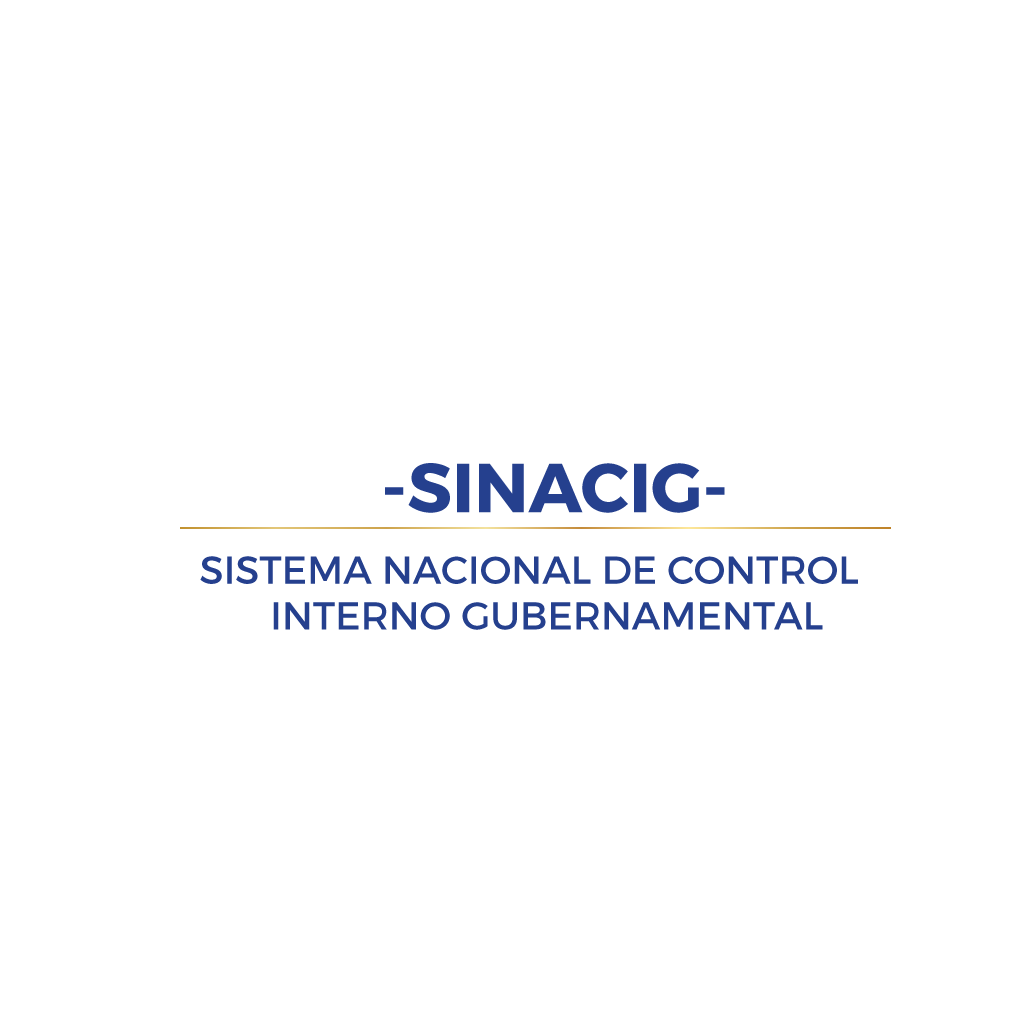 -SINACIG-
SISTEMA NACIONAL DE CONTROL
INTERNO GUBERNAMENTAL